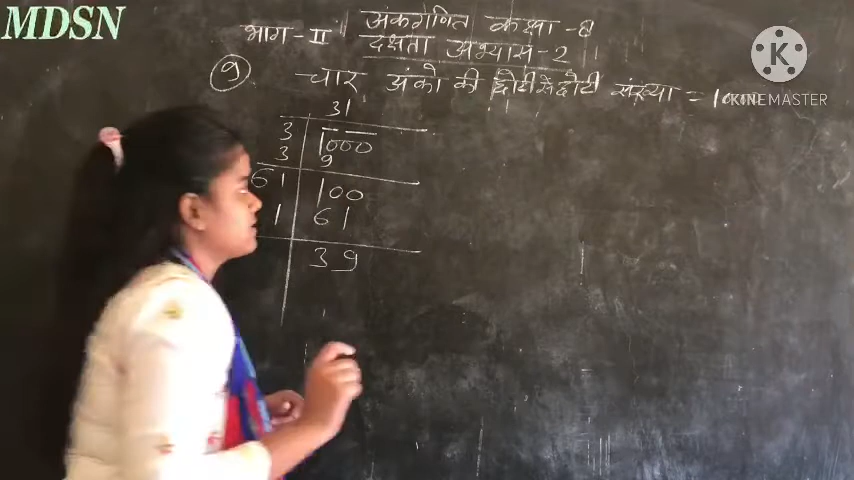 MDSN
भाग-II अंकगणित कक्षा-8
दक्षता अभ्यास-2
9 चार अंको की छोटी से छोटी संख्या = 1000
KINEMASTER
31
3 1000
3 9
61 100
1 61
39